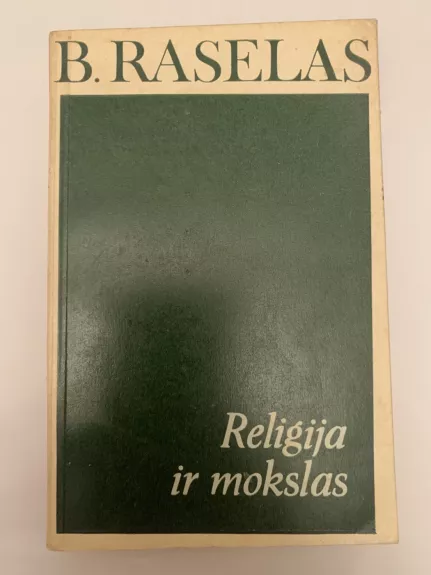 B. RASELAS
Religija
ir mokslas